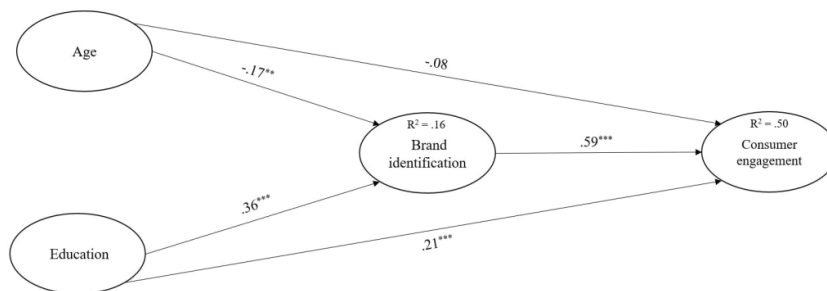 Age
-.08
-.17**
R² = .16
Brand
identification
.59***
R² = .50
Consumer
engagement
.36***
Education
.21***